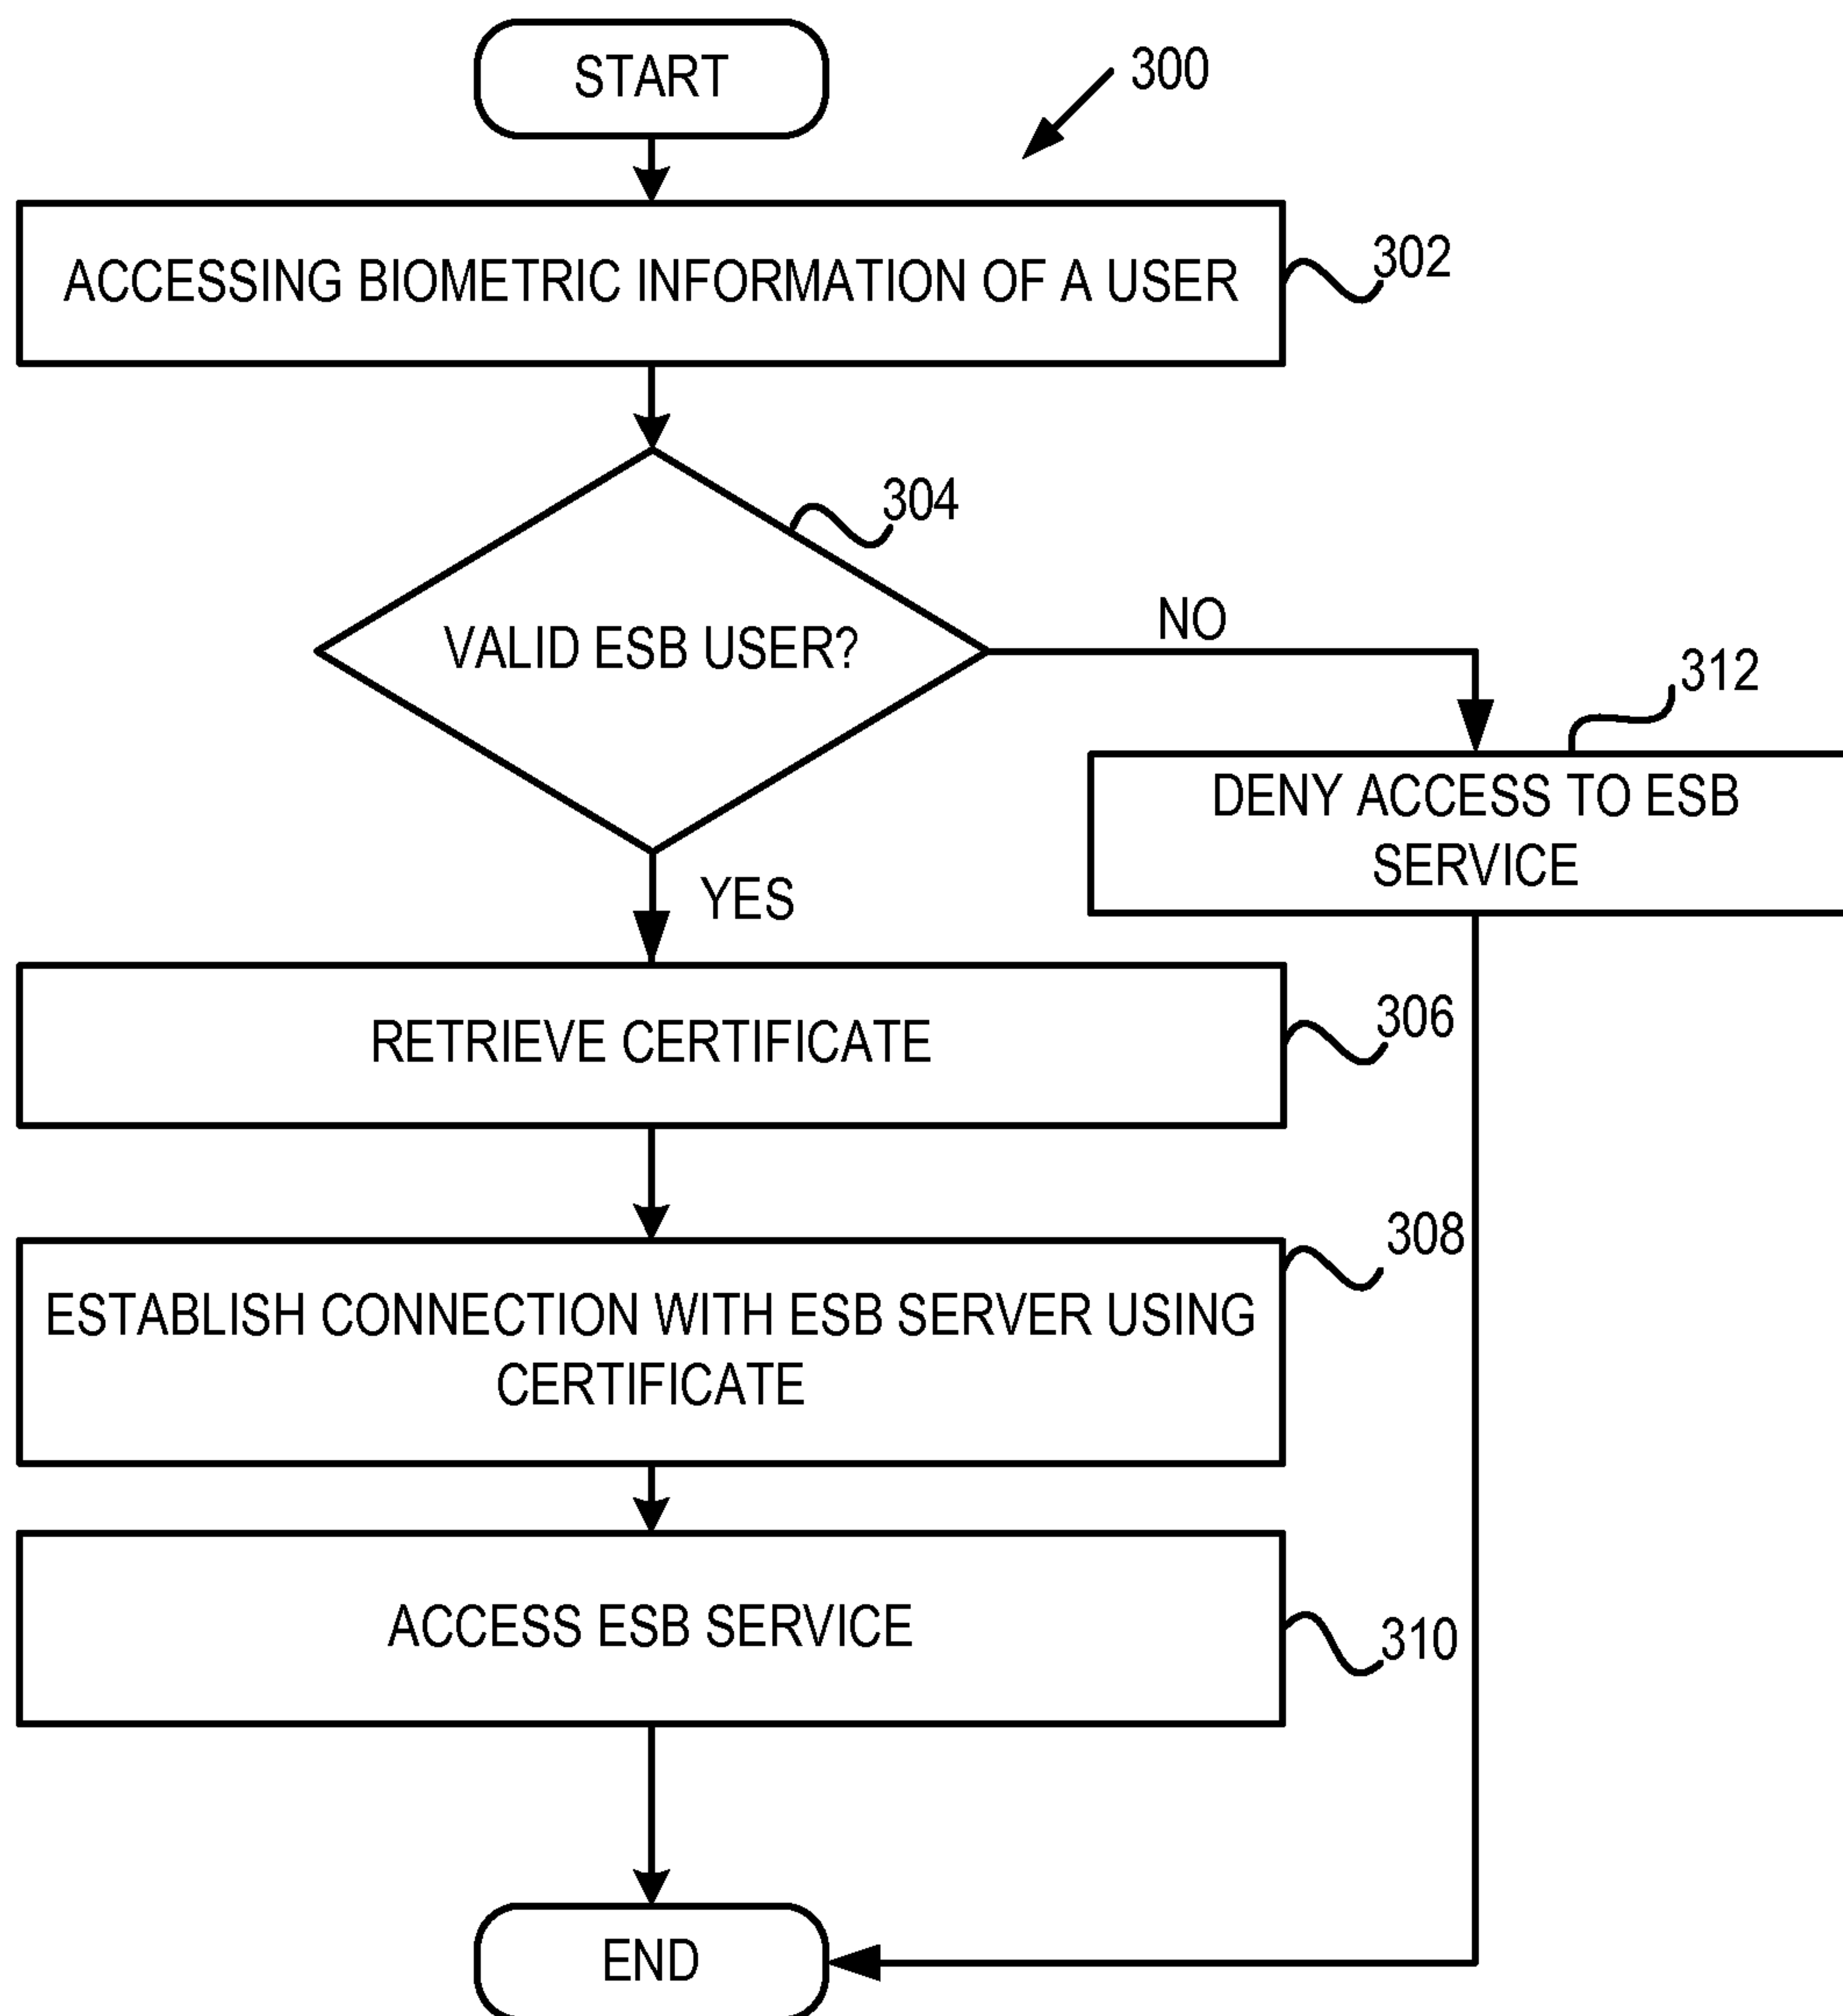 START
300
ACCESSING BIOMETRIC INFORMATION OF A USER
302
304
VALID ESB USER?
NO
312
DENY ACCESS TO ESB
SERVICE
YES
RETRIEVE CERTIFICATE
306
308
ESTABLISH CONNECTION WITH ESB SERVER USING
CERTIFICATE
ACCESS ESB SERVICE
310
END